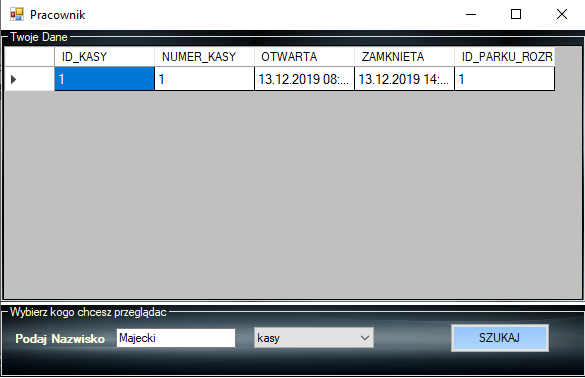 Pracownik
Twoje Dane
ID_KASY NUMER_KASY OTWARTA ZAMKNIETA ID_PARKU_ROZR
1 1 13.12.2019 08:... 13.12.2019 14:... 1
Wybierz kogo chcesz przeglądac
Podaj Nazwisko Majecki kasy SZUKAJ